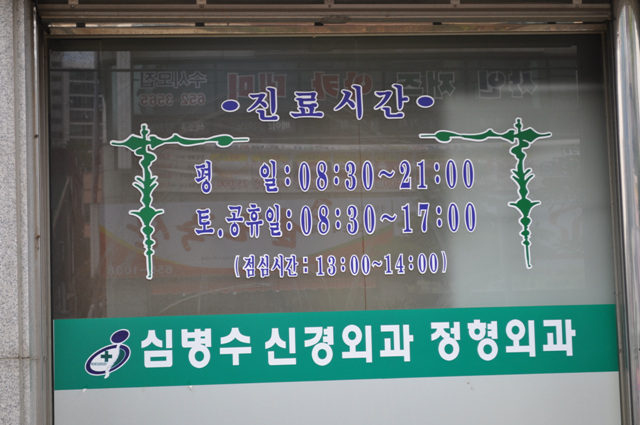 •진료시간•
평 일:08:30~21:00
토.공휴일:08:30~17:00
(점심시간:13:00~14:00)
심병수 신경외과 정형외과